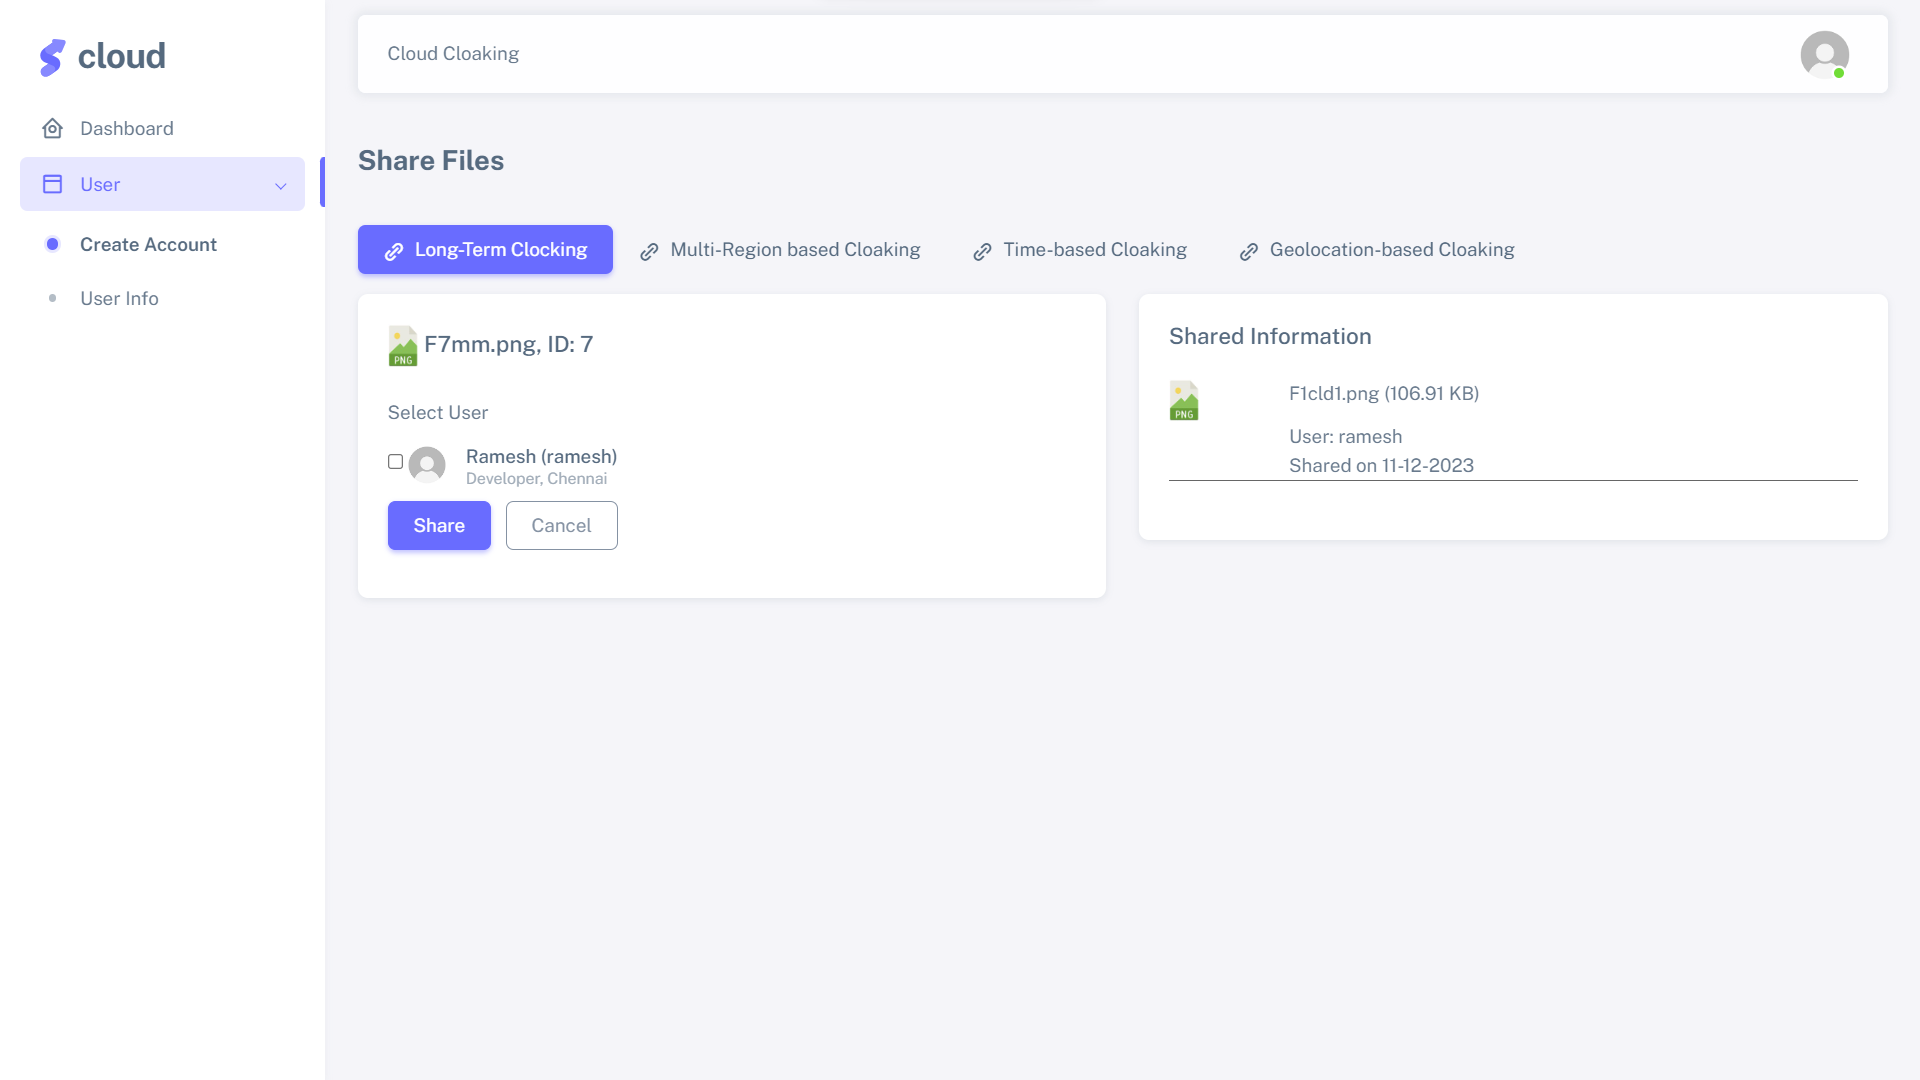 cloud
Dashboard
User
Create Account
User Info
Cloud Cloaking
Share Files
Long-Term Clocking
Multi-Region based Cloaking
Time-based Cloaking
Geolocation-based Cloaking
PNG
F7mm.png, ID: 7
Select User
Ramesh (ramesh)
Developer, Chennai
Share
Cancel
Shared Information
PNG
F1cld1.png (106.91 KB)
User: ramesh
Shared on 11-12-2023